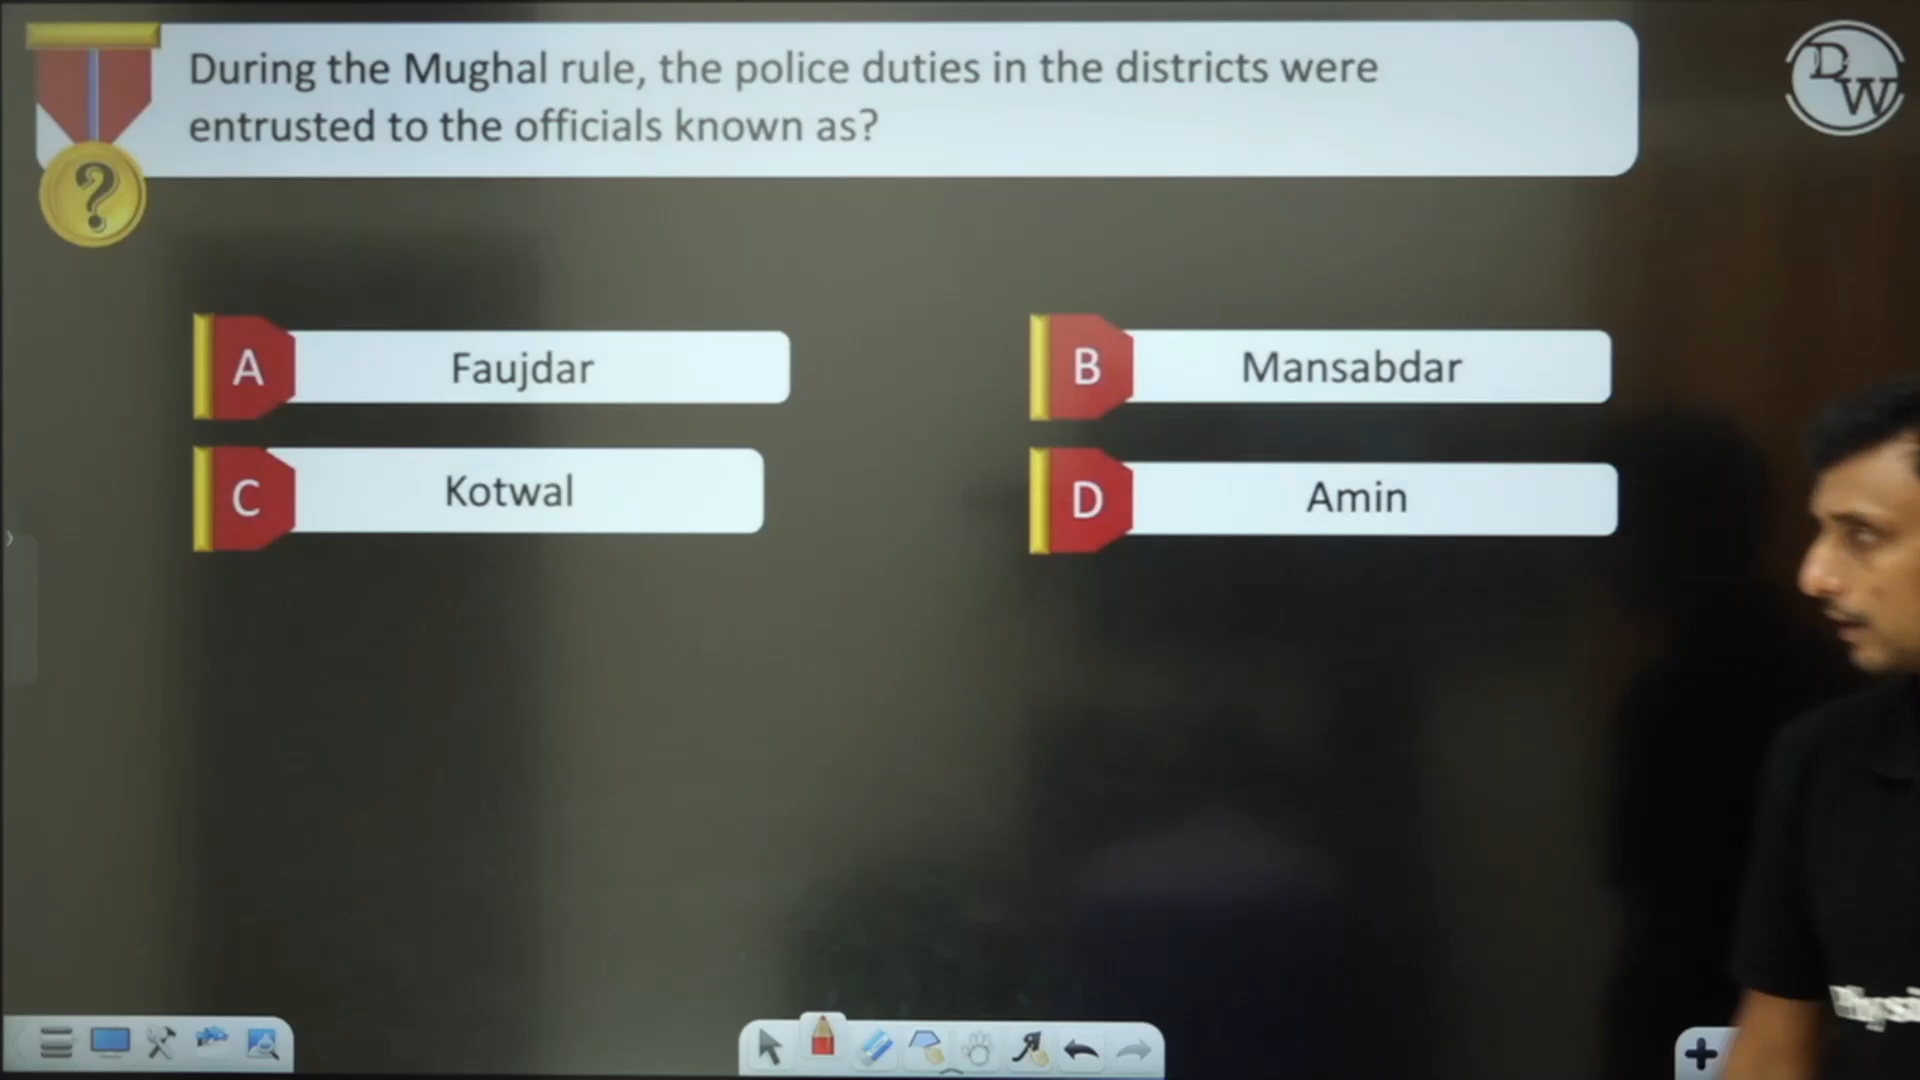 During the Mughal rule, the police duties in the districts were
entrusted to the officials known as?
?
DW
A Faujdar
B Mansabdar
C Kotwal
D Amin